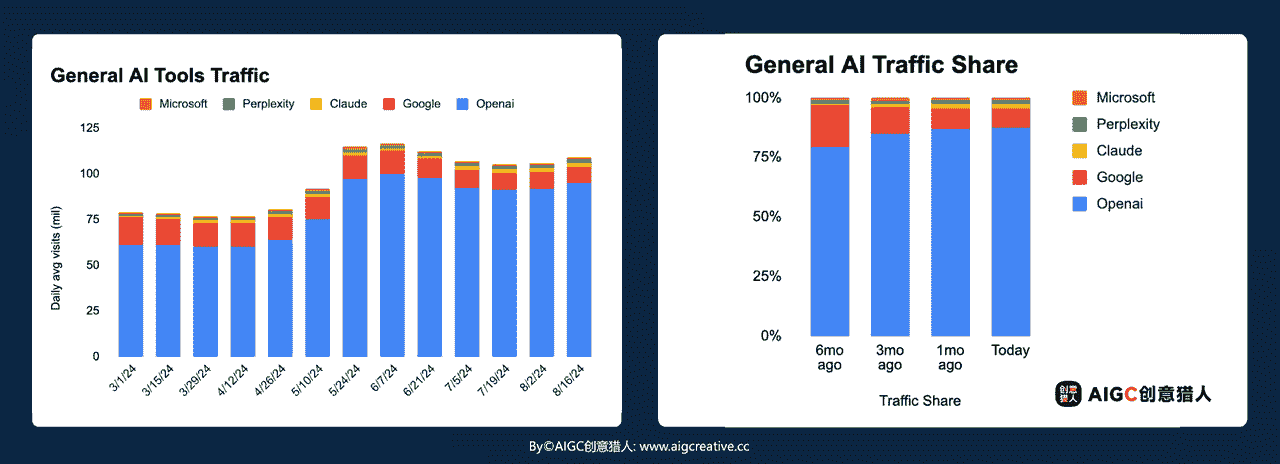 General AI Tools Traffic
Microsoft Perplexity Claude Google Openai
Daily avg visits (mil)
125
100
75
50
25
0
3/1/24 3/15/24 3/29/24 4/12/24 4/26/24 5/10/24 5/24/24 6/7/24 6/21/24 7/5/24 7/19/24 8/2/24 8/16/24
General AI Traffic Share
100%
75%
50%
25%
0%
6mo ago 3mo ago 1mo ago Today
Traffic Share
Microsoft
Perplexity
Claude
Google
Openai
创意
猎人
AIGC创意猎人
By©AIGC创意猎人: www.aigcreative.cc